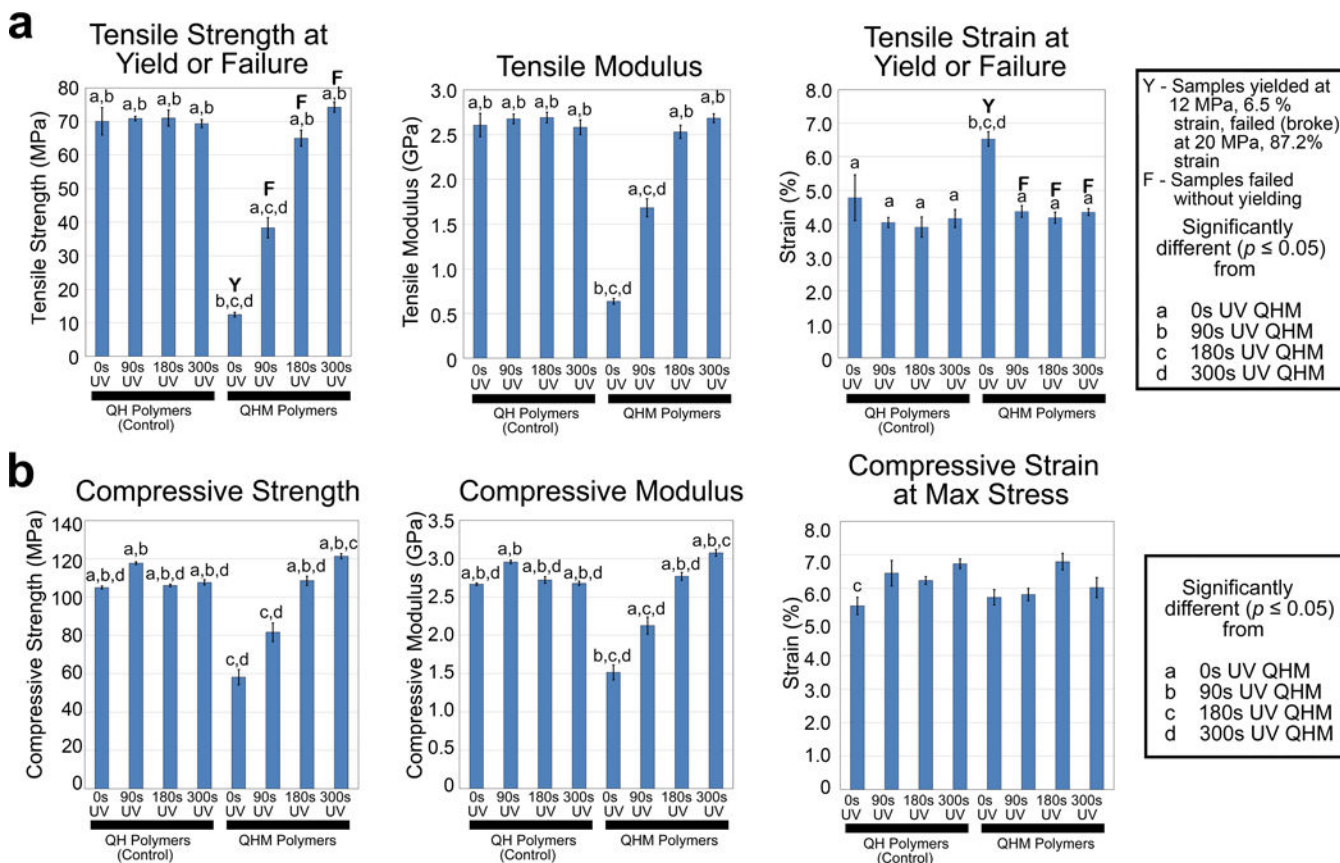 a
Tensile Strength at
Yield or Failure
Tensile Strength (MPa)
80
70
60
50
40
30
20
10
0
a,b
a,b
a,b
a,b
Y
b,c,d
F
a,c,d
F
a,b
F
a,b
0s 90s 180s 300s 0s 90s 180s 300s
UV UV UV UV UV UV UV UV
QH Polymers
(Control)
QHM Polymers
Tensile Modulus
Tensile Modulus (GPa)
3.0
2.5
2.0
1.5
1.0
0.5
0.0
a,b
a,b
a,b
a,b
b,c,d
a,c,d
a,b
a,b
0s 90s 180s 300s 0s 90s 180s 300s
UV UV UV UV UV UV UV UV
QH Polymers
(Control)
QHM Polymers
Tensile Strain at
Yield or Failure
Strain (%)
8.0
7.0
6.0
5.0
4.0
3.0
2.0
1.0
0.0
a
a
a
a
Y
b,c,d
F
a
F
a
F
a
0s 90s 180s 300s 0s 90s 180s 300s
UV UV UV UV UV UV UV UV
QH Polymers
(Control)
QHM Polymers
Y - Samples yielded at
12 MPa, 6.5 %
strain, failed (broke)
at 20 MPa, 87.2%
strain
F - Samples failed
without yielding
Significantly
different (p ≤ 0.05)
from
a 0s UV QHM
b 90s UV QHM
c 180s UV QHM
d 300s UV QHM
b
Compressive Strength
Compressive Strength (MPa)
140
120
100
80
60
40
20
0
a,b,d
a,b
a,b,d
a,b,d
c,d
c,d
a,b,d
a,b,c
0s 90s 180s 300s 0s 90s 180s 300s
UV UV UV UV UV UV UV UV
QH Polymers
(Control)
QHM Polymers
Compressive Modulus
Compressive Modulus (GPa)
3.5
3.0
2.5
2.0
1.5
1.0
0.5
0.0
a,b,d
a,b
a,b,d
a,b,d
b,c,d
a,c,d
a,b,d
a,b,c
0s 90s 180s 300s 0s 90s 180s 300s
UV UV UV UV UV UV UV UV
QH Polymers
(Control)
QHM Polymers
Compressive Strain
at Max Stress
Strain (%)
8.0
7.0
6.0
5.0
4.0
3.0
2.0
1.0
0.0
c
0s 90s 180s 300s 0s 90s 180s 300s
UV UV UV UV UV UV UV UV
QH Polymers
(Control)
QHM Polymers
Significantly
different (p ≤ 0.05)
from
a 0s UV QHM
b 90s UV QHM
c 180s UV QHM
d 300s UV QHM